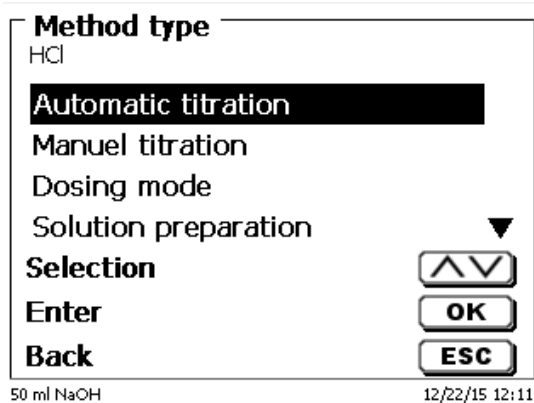 Method type
HCl
Automatic titration
Manuel titration
Dosing mode
Solution preparation
Selection
Enter OK
Back ESC
50 ml NaOH 12/22/15 12:11